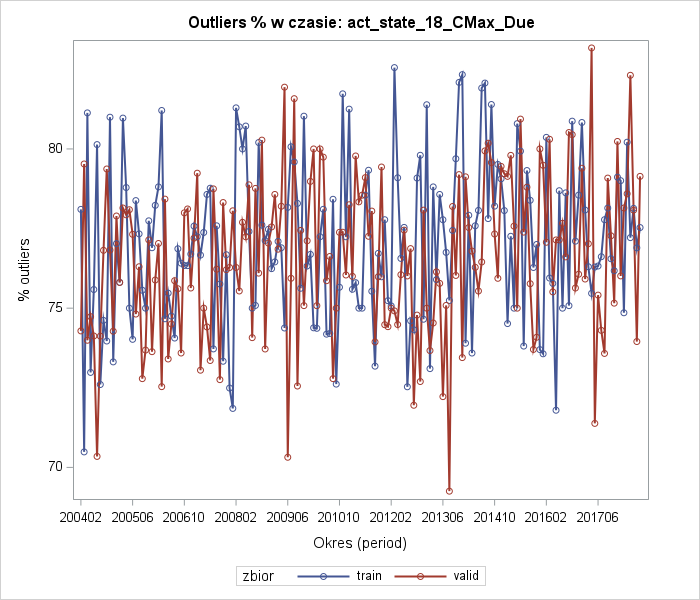 Outliers % w czasie: act_state_18_CMax_Due
% outliers
80
75
70
200402 200506 200610 200802 200906 201010 201202 201306 201410 201602 201706
Okres (period)
zbior train valid